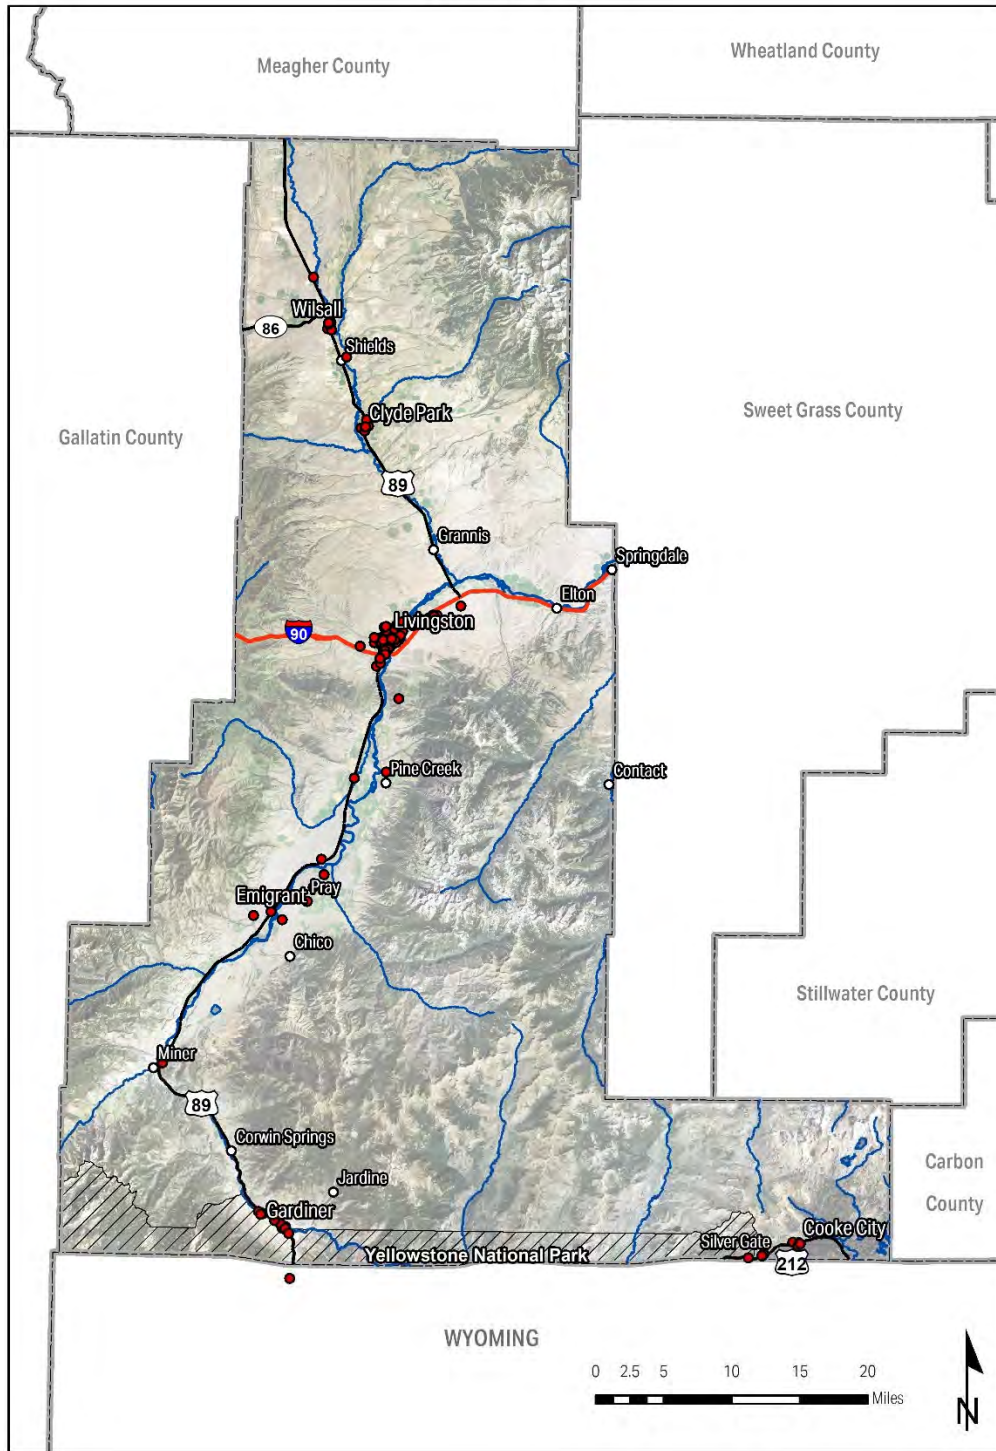 Meagher County
Wheatland County
Wilsall
86
Shields
Clyde Park
Sweet Grass County
Gallatin County
89
Grannis
Springdale
Elton
Livingston
90
Pine Creek
Contact
Pray
Emigrant
Chico
Stillwater County
Miner
89
Corwin Springs
Carbon
County
Jardine
Gardiner
Cooke City
Silver Gate
Yellowstone National Park
212
WYOMING
0 2.5 5 10 15 20
Miles
N